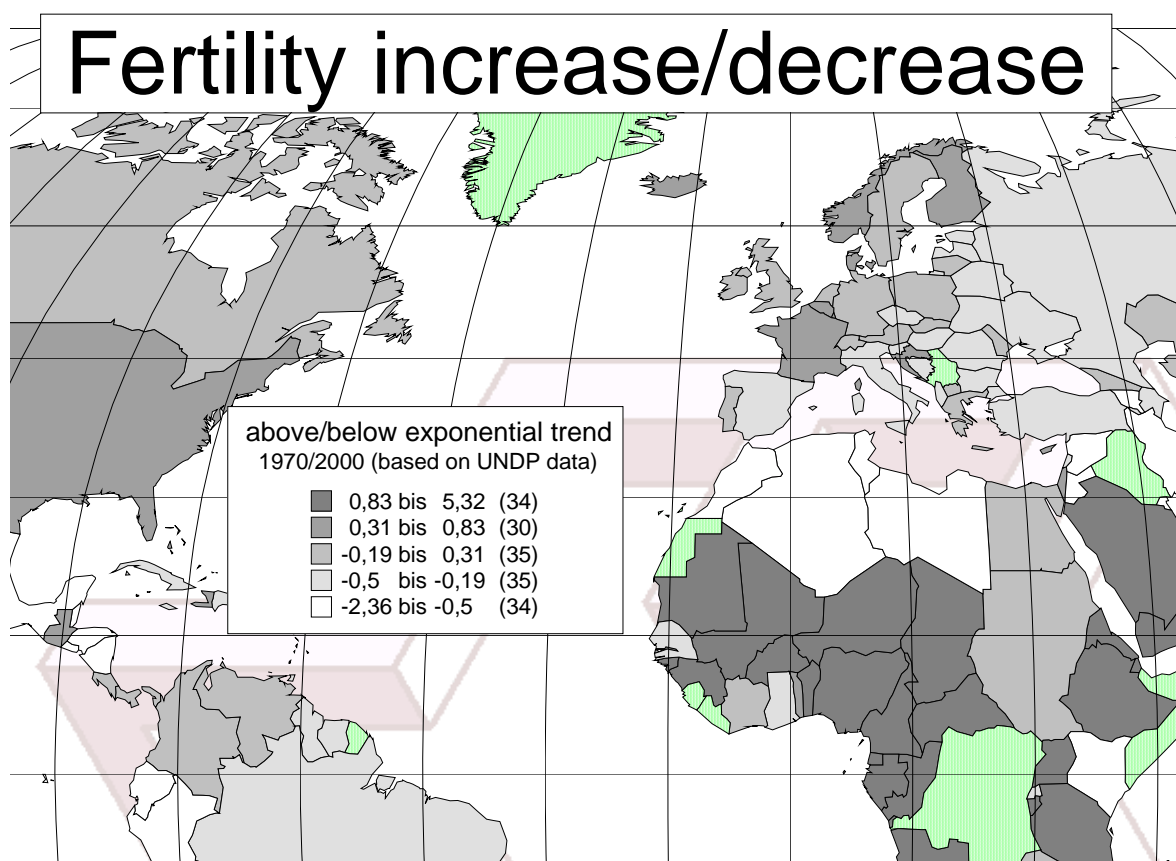 Fertility increase/decrease
above/below exponential trend
1970/2000 (based on UNDP data)
0,83 bis 5,32 (34)
0,31 bis 0,83 (30)
-0,19 bis 0,31 (35)
-0,5 bis -0,19 (35)
-2,36 bis -0,5 (34)